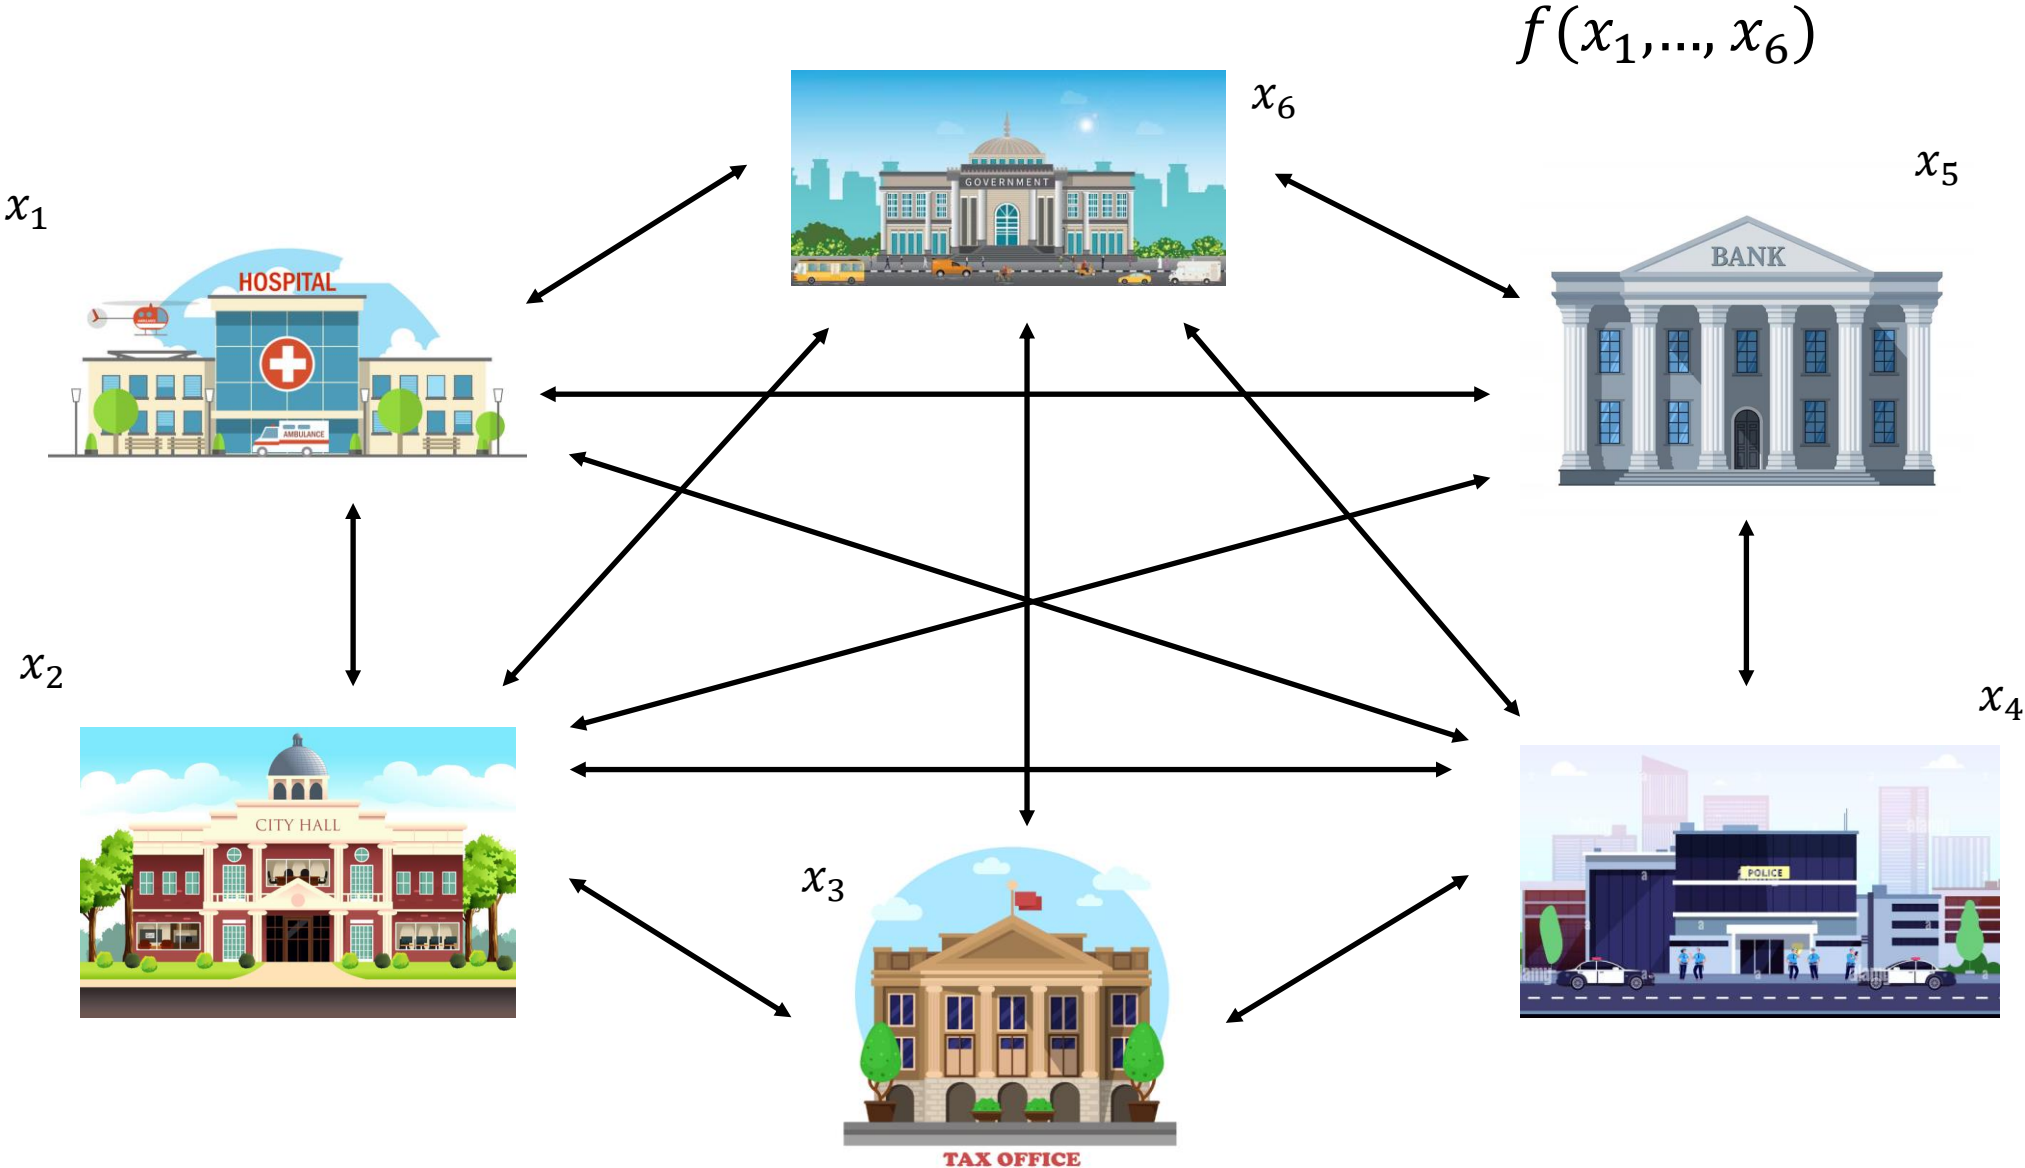 f(x₁,..., x₆)
x₆
x₅
x₁
GOVERNMENT
BANK
HOSPITAL
AMBULANCE
x₂
x₄
CITY HALL
x₃
POLICE
TAX OFFICE